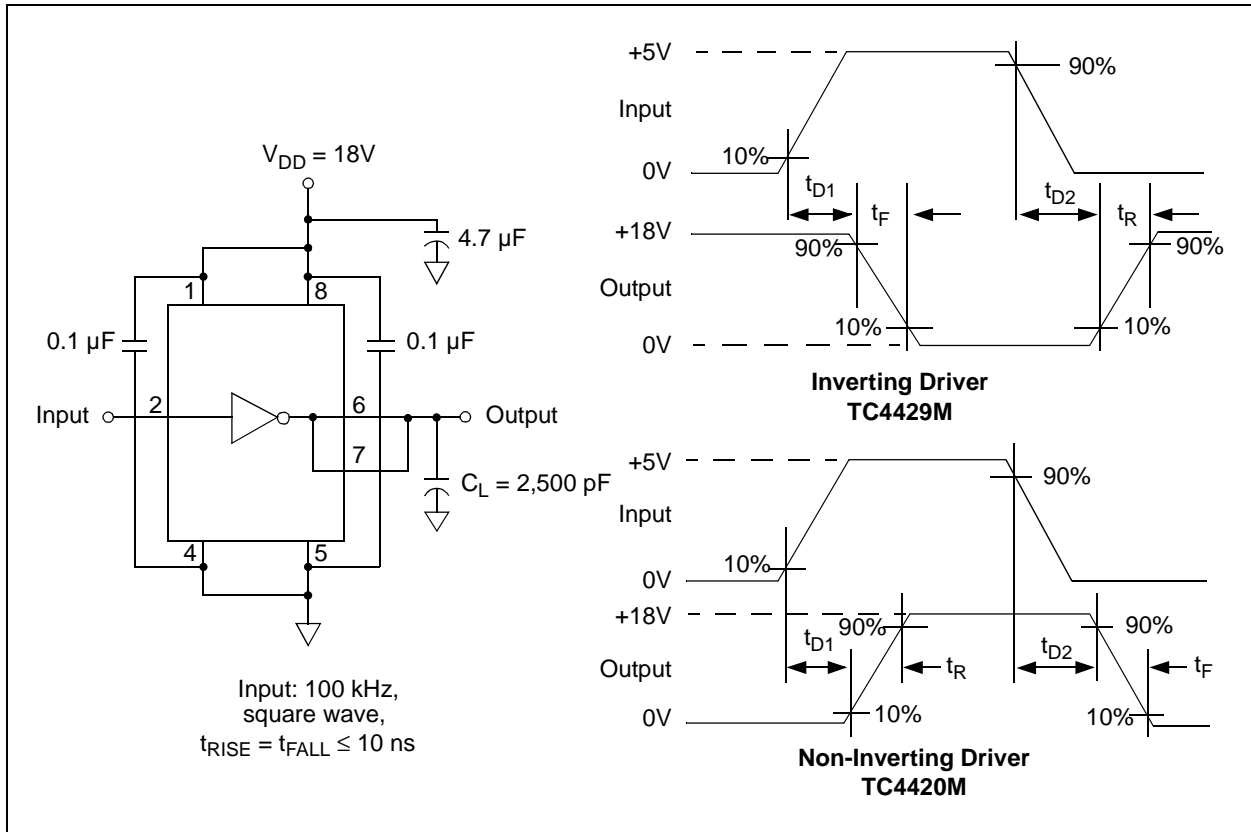 V_DD = 18V
4.7 µF
1
8
0.1 µF
0.1 µF
Input
2
6
Output
7
C_L = 2,500 pF
4
5
Input: 100 kHz,
square wave,
t_RISE = t_FALL ≤ 10 ns
+5V
90%
Input
10%
0V
t_D1
t_F
t_D2
t_R
+18V
90%
90%
Output
10%
10%
0V
Inverting Driver
TC4429M
+5V
90%
Input
10%
0V
+18V
t_D1
90%
t_D2
90%
Output
t_R
t_F
10%
10%
0V
Non-Inverting Driver
TC4420M